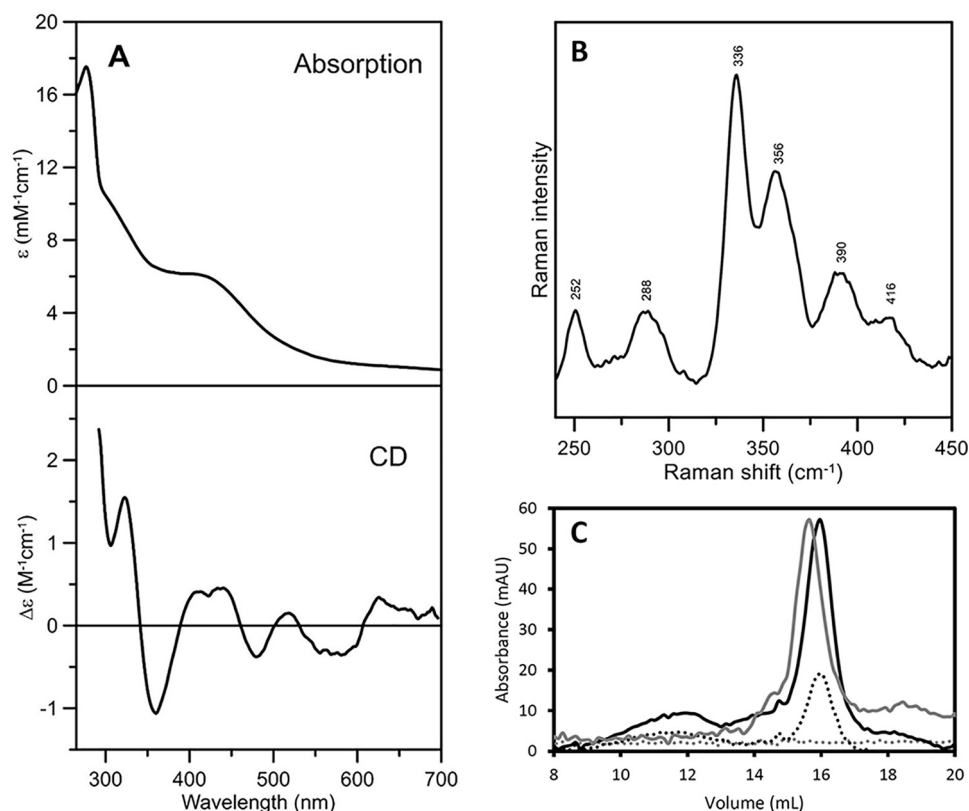 A
Absorption
20
16
12
8
4
0
ε (mM⁻¹cm⁻¹)
CD
2
1
0
-1
Δε (M⁻¹cm⁻¹)
300 400 500 600 700
Wavelength (nm)
B
336
356
390
416
252
288
Raman intensity
250 300 350 400 450
Raman shift (cm⁻¹)
C
60
50
40
30
20
10
0
Absorbance (mAU)
8 10 12 14 16 18 20
Volume (mL)